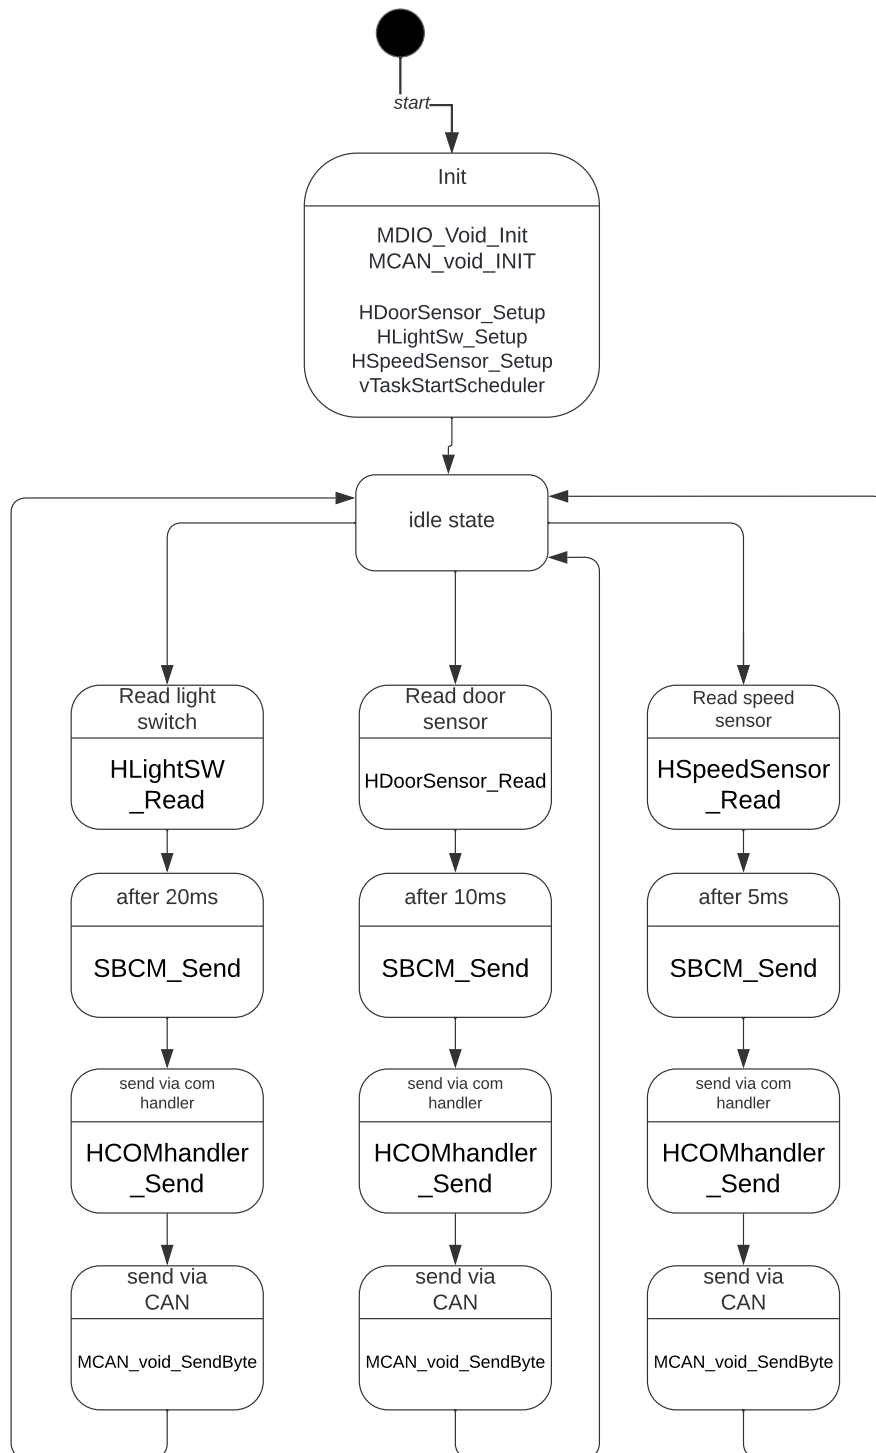 start
Init
MDIO_Void_Init
MCAN_void_INIT
HDoorSensor_Setup
HLightSw_Setup
HSpeedSensor_Setup
vTaskStartScheduler
idle state
Read light
switch
HLightSW
_Read
Read door
sensor
HDoorSensor_Read
Read speed
sensor
HSpeedSensor
_Read
after 20ms
SBCM_Send
after 10ms
SBCM_Send
after 5ms
SBCM_Send
send via com
handler
HCOMhandler
_Send
send via com
handler
HCOMhandler
_Send
send via com
handler
HCOMhandler
_Send
send via
CAN
MCAN_void_SendByte
send via
CAN
MCAN_void_SendByte
send via
CAN
MCAN_void_SendByte